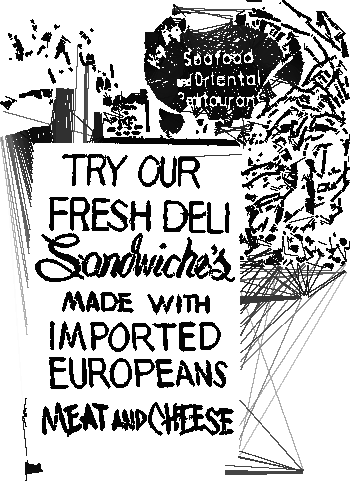 Seafood
and Oriental
Restaurant
TRY OUR
FRESH DELI
Sandwiche's
MADE WITH
IMPORTED
EUROPEANS
MEAT AND CHEESE